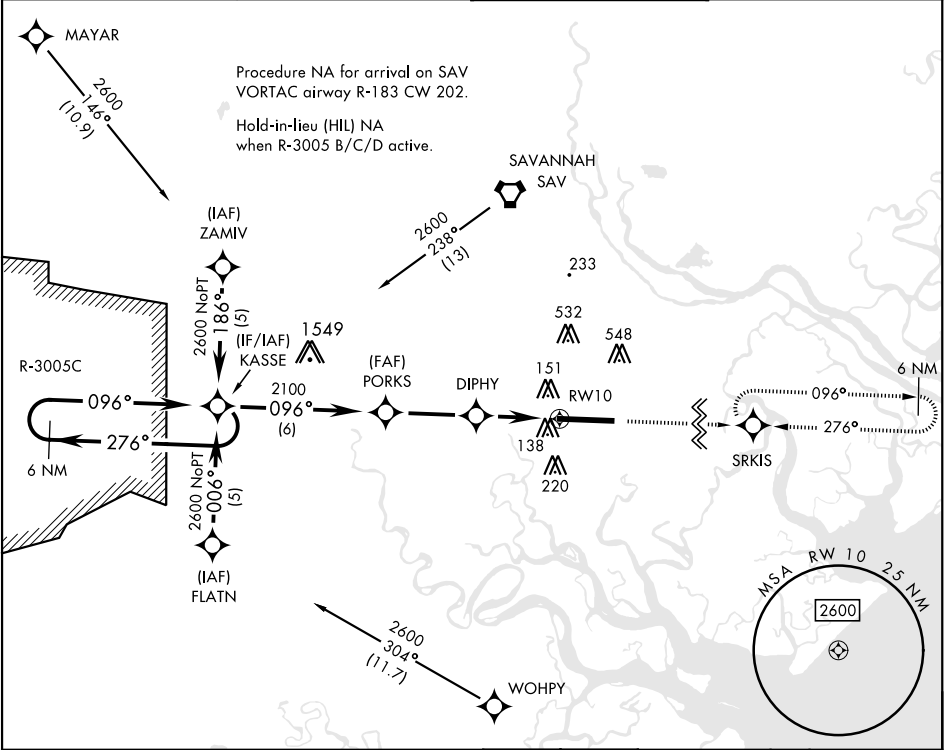 MAYAR
2600
146°
(10.9)
Procedure NA for arrival on SAV
VORTAC airway R-183 CW 202.
Hold-in-lieu (HIL) NA
when R-3005 B/C/D active.
SAVANNAH
SAV
2600
238°
(13)
(IAF)
ZAMIV
2600 NoPT
186°
(5)
233
532
548
(IF/IAF)
KASSE
1549
151
R-3005C
096°
276°
6 NM
2100
096°
(6)
(FAF)
PORKS
DIPHY
RW10
138
220
096°
276°
6 NM
SRKIS
2600 NoPT
006°
(5)
(IAF)
FLATN
2600
304°
(11.7)
WOHPY
MSA RW 10 25 NM
2600